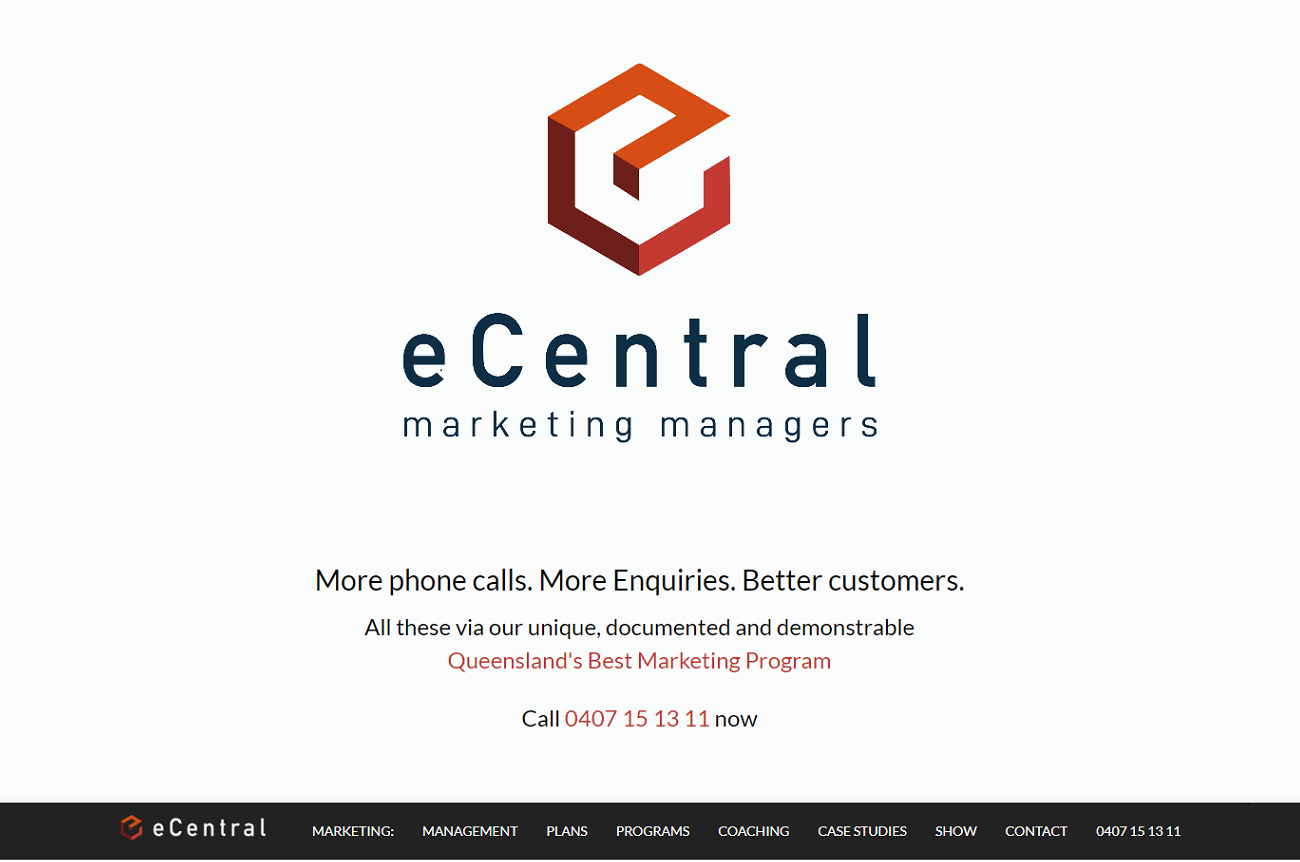 eCentral
marketing managers
More phone calls. More Enquiries. Better customers.
All these via our unique, documented and demonstrable
Queensland's Best Marketing Program
Call 0407 15 13 11 now
eCentral MARKETING: MANAGEMENT PLANS PROGRAMS COACHING CASE STUDIES SHOW CONTACT 0407 15 13 11